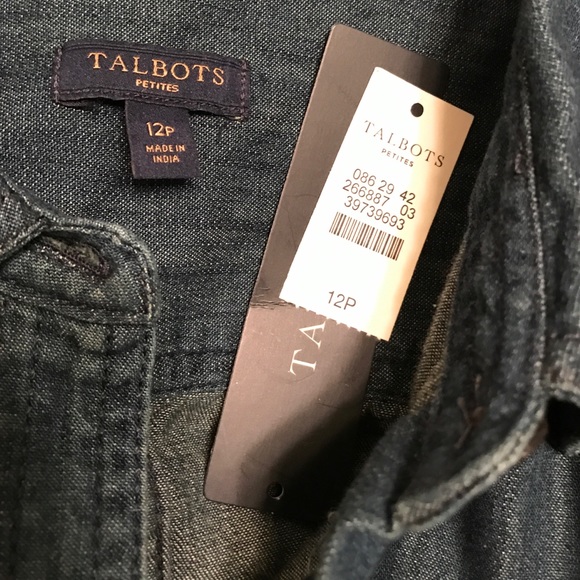 TALBOTS
PETITES
12P
MADE IN
INDIA
TALBOTS
PETITES
086 29 42
266887 03
39739693
12P
TA